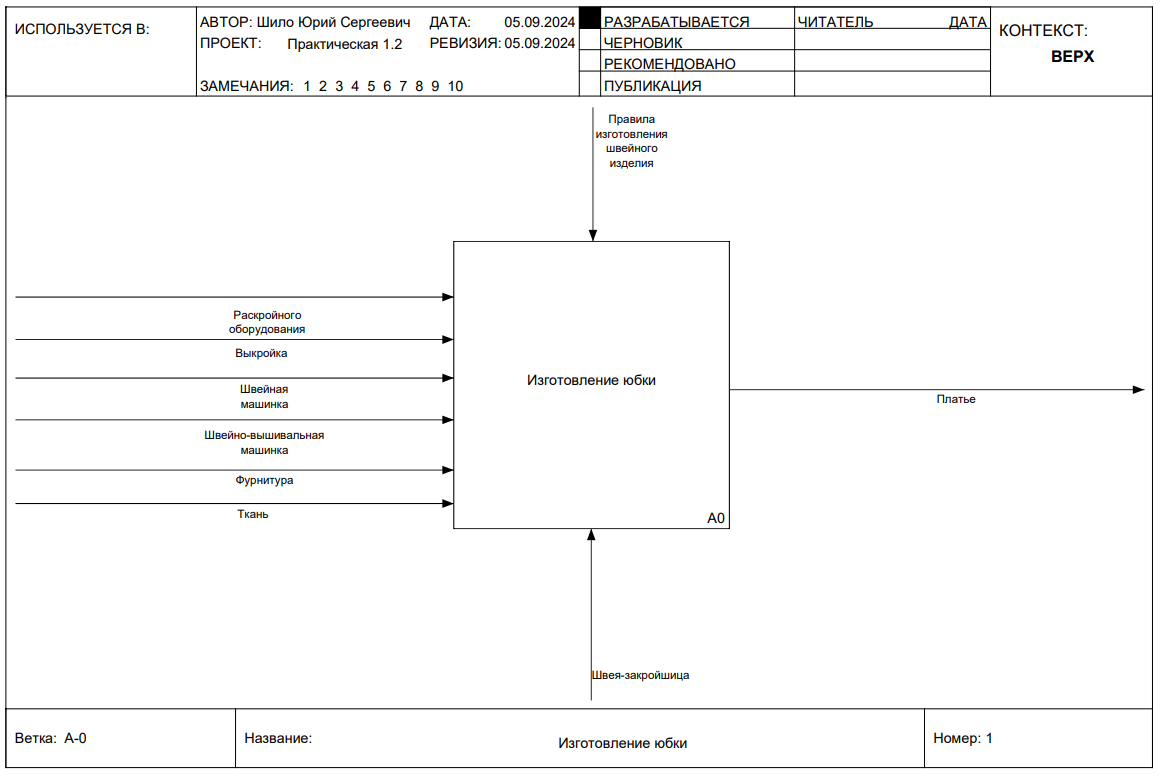 ИСПОЛЬЗУЕТСЯ В:
АВТОР: Шило Юрий Сергеевич ДАТА: 05.09.2024
ПРОЕКТ: Практическая 1.2 РЕВИЗИЯ: 05.09.2024
ЗАМЕЧАНИЯ: 1 2 3 4 5 6 7 8 9 10
РАЗРАБАТЫВАЕТСЯ
ЧЕРНОВИК
РЕКОМЕНДОВАНО
ПУБЛИКАЦИЯ
ЧИТАТЕЛЬ ДАТА
КОНТЕКСТ:
ВЕРХ
Правила
изготовления
швейного
изделия
Раскройного
оборудования
Выкройка
Швейная
машинка
Швейно-вышивальная
машинка
Фурнитура
Ткань
Изготовление юбки
A0
Платье
Швея-закройшица
Ветка: A-0
Название:
Изготовление юбки
Номер: 1